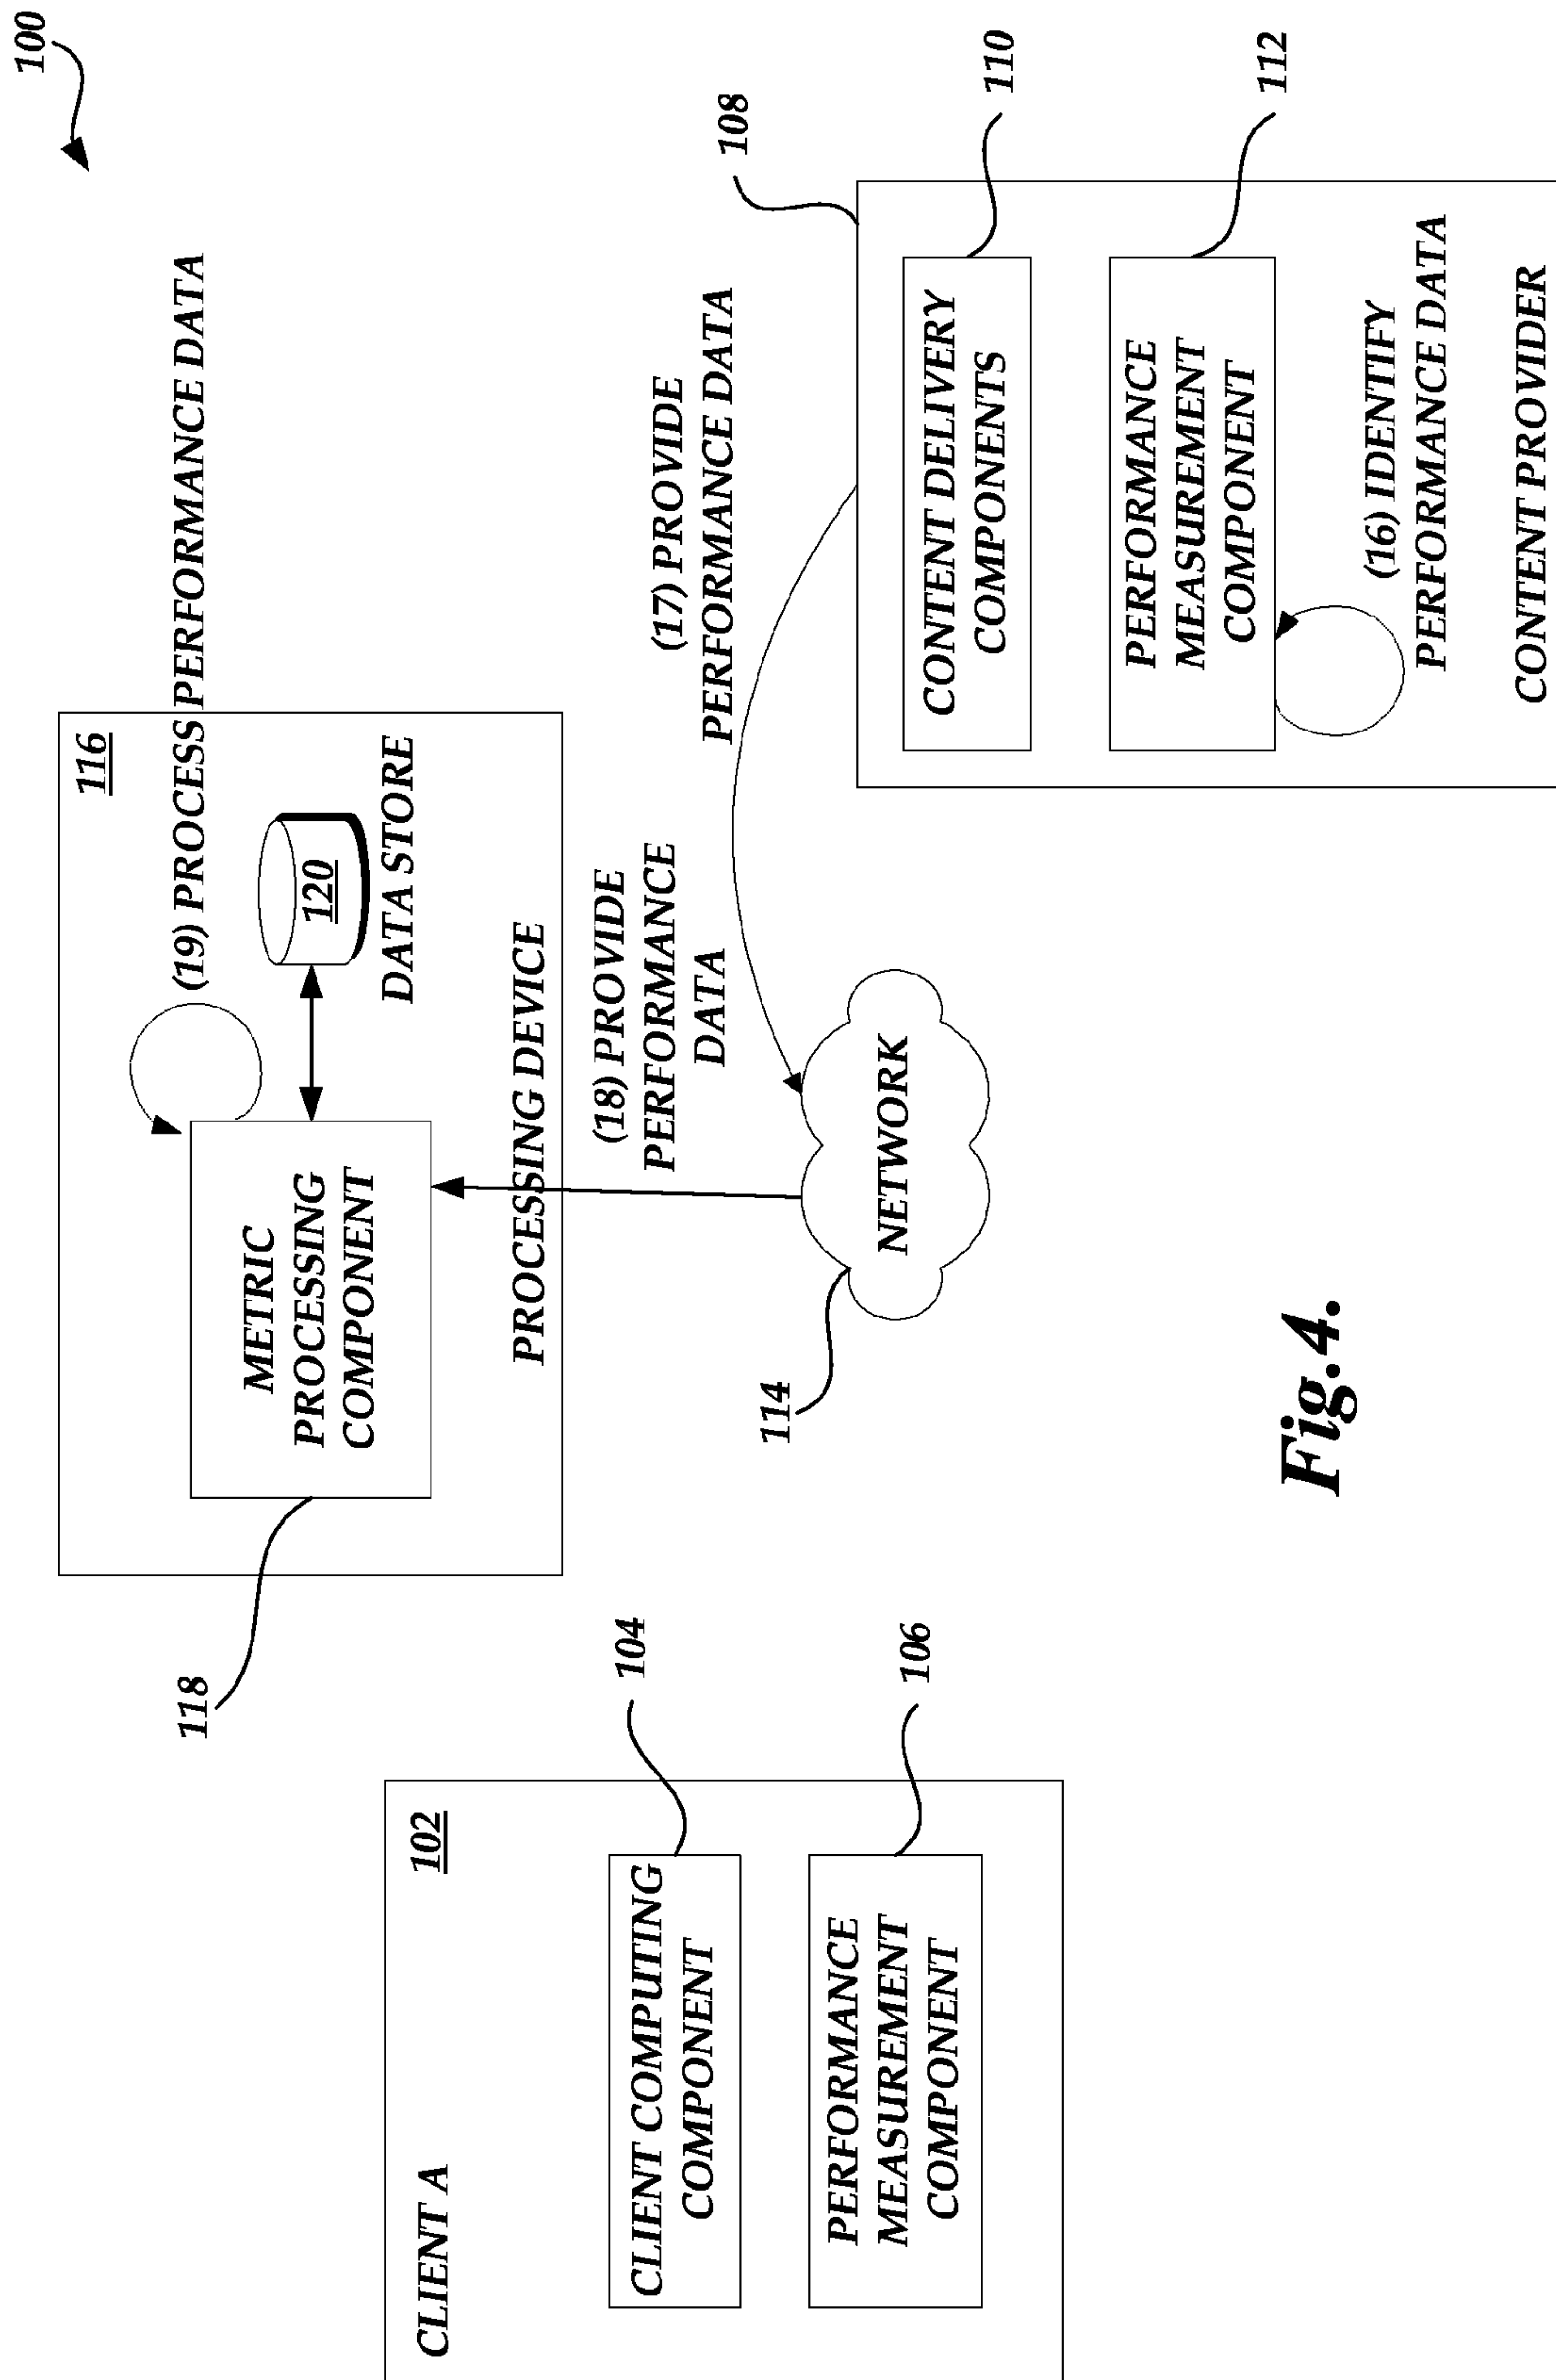 100
116
(19) PROCESS PERFORMANCE DATA
METRIC
PROCESSING
COMPONENT
120
DATA STORE
PROCESSING DEVICE
118
CLIENT A
102
CLIENT COMPUTING
COMPONENT
104
PERFORMANCE
MEASUREMENT
COMPONENT
106
(18) PROVIDE
PERFORMANCE
DATA
NETWORK
114
(17) PROVIDE
PERFORMANCE DATA
108
CONTENT DELIVERY
COMPONENTS
110
PERFORMANCE
MEASUREMENT
COMPONENT
112
(16) IDENTIFY
PERFORMANCE DATA
CONTENT PROVIDER
Fig.4.